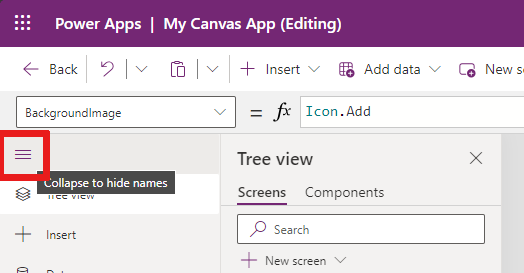 Power Apps | My Canvas App (Editing)
Back
Insert
Add data
New s
BackgroundImage
= fx Icon.Add
Tree view
Collapse to hide names
Tree view
Screens Components
Search
Insert
New screen